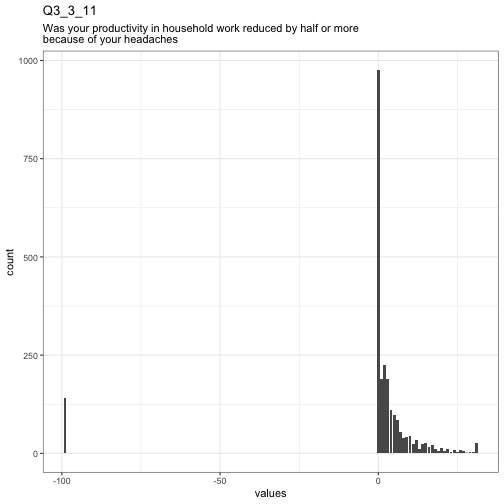 Q3_3_11
Was your productivity in household work reduced by half or more
because of your headaches
1000
750
500
250
0
count
-100
-50
0
values